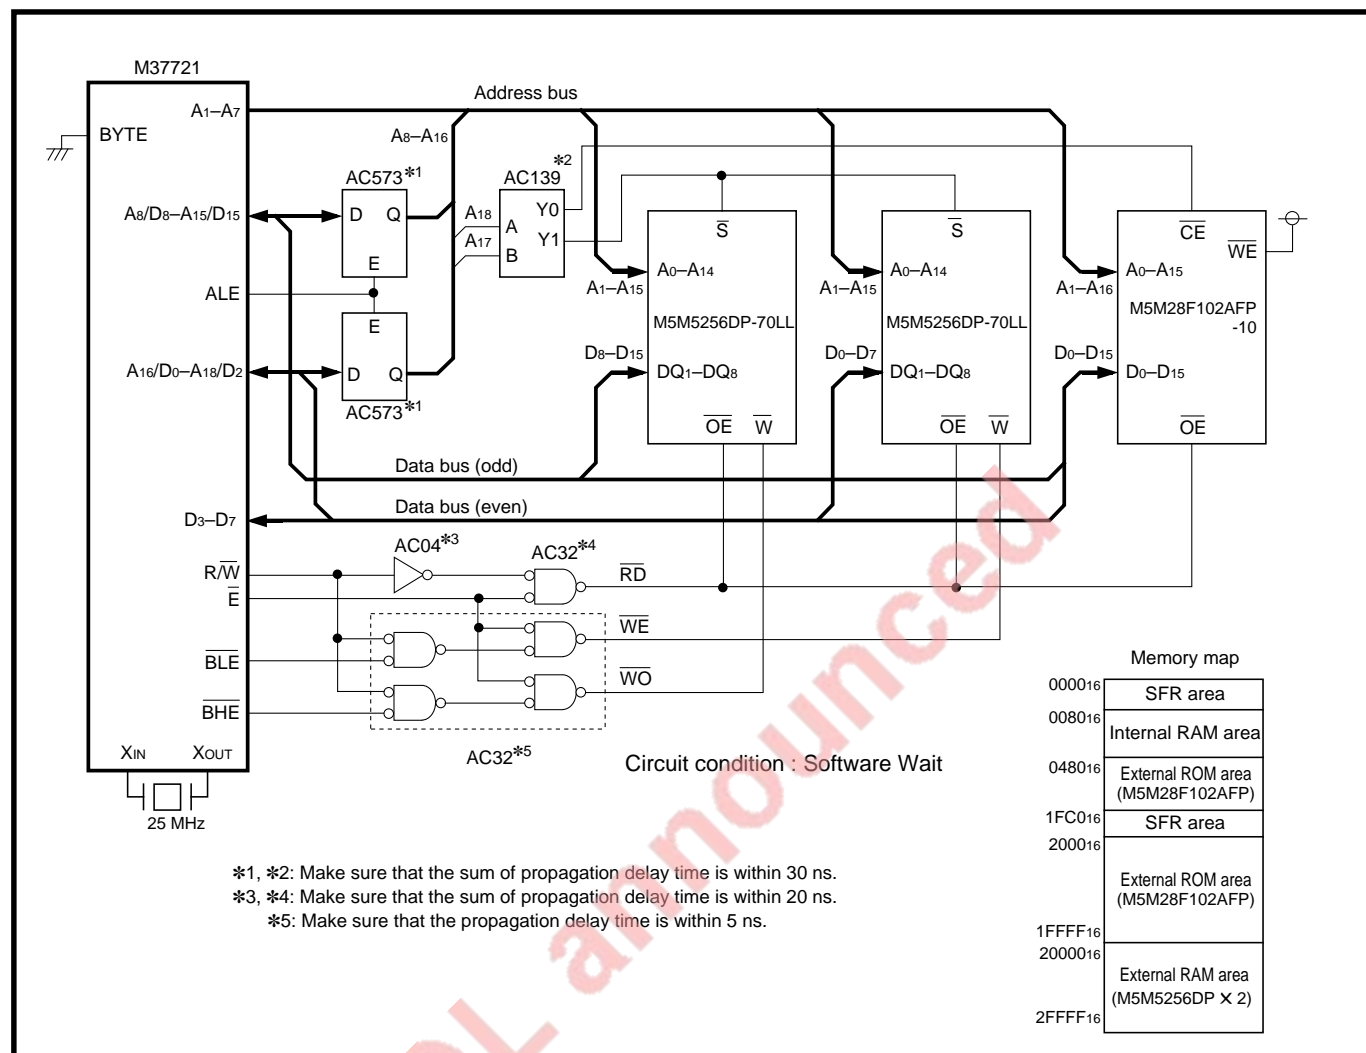 M37721
A1–A7
Address bus
BYTE
A8–A16
AC573*1
AC139
*2
A8/D8–A15/D15
D
Q
E
A18
A17
A
B
Y0
Y1
S
S
CE
WE
A0–A14
A1–A15
A0–A14
A1–A15
A0–A15
A1–A16
ALE
E
M5M5256DP-70LL
M5M5256DP-70LL
M5M28F102AFP
-10
D8–D15
D0–D7
D0–D15
A16/D0–A18/D2
D
Q
DQ1–DQ8
DQ1–DQ8
D0–D15
AC573*1
OE
W
OE
W
OE
Data bus (odd)
Data bus (even)
D3–D7
AC04*3
AC32*4
R/W
RD
E
WE
BLE
WO
BHE
AC32*5
XIN
XOUT
25 MHz
Circuit condition : Software Wait
Memory map
000016
SFR area
008016
Internal RAM area
048016
External ROM area
(M5M28F102AFP)
1FC016
SFR area
200016
External ROM area
(M5M28F102AFP)
1FFFF16
2000016
External RAM area
(M5M5256DP ✕ 2)
2FFFF16
*1, *2: Make sure that the sum of propagation delay time is within 30 ns.
*3, *4: Make sure that the sum of propagation delay time is within 20 ns.
*5: Make sure that the propagation delay time is within 5 ns.
OL announced